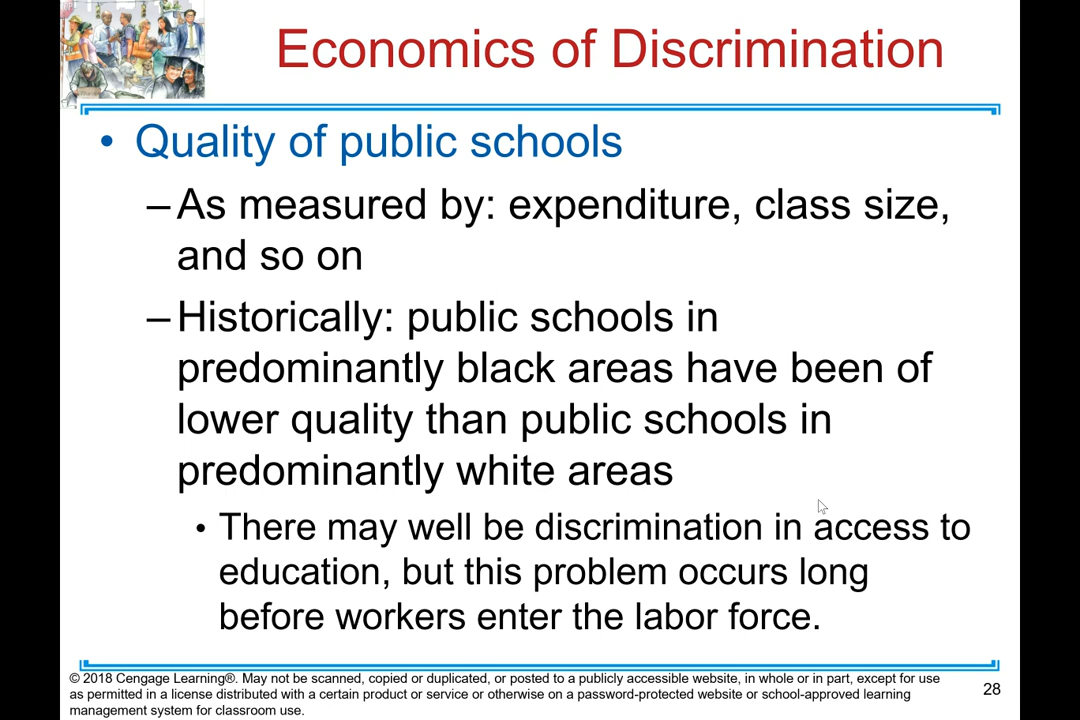 Economics of Discrimination
• Quality of public schools
– As measured by: expenditure, class size,
and so on
– Historically: public schools in
predominantly black areas have been of
lower quality than public schools in
predominantly white areas
• There may well be discrimination in access to
education, but this problem occurs long
before workers enter the labor force.
© 2018 Cengage Learning®. May not be scanned, copied or duplicated, or posted to a publicly accessible website, in whole or in part, except for use
as permitted in a license distributed with a certain product or service or otherwise on a password-protected website or school-approved learning
management system for classroom use.
28